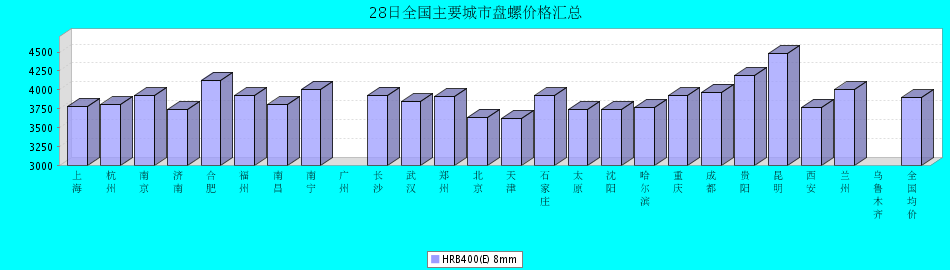 28日全国主要城市盘螺价格汇总
4500
4250
4000
3750
3500
3250
3000
上海
杭州
南京
济南
合肥
福州
南昌
南宁
广州
长沙
武汉
郑州
北京
天津
石家庄
太原
沈阳
哈尔滨
重庆
成都
贵阳
昆明
西安
兰州
乌鲁木齐
全国均价
HRB400(E) 8mm